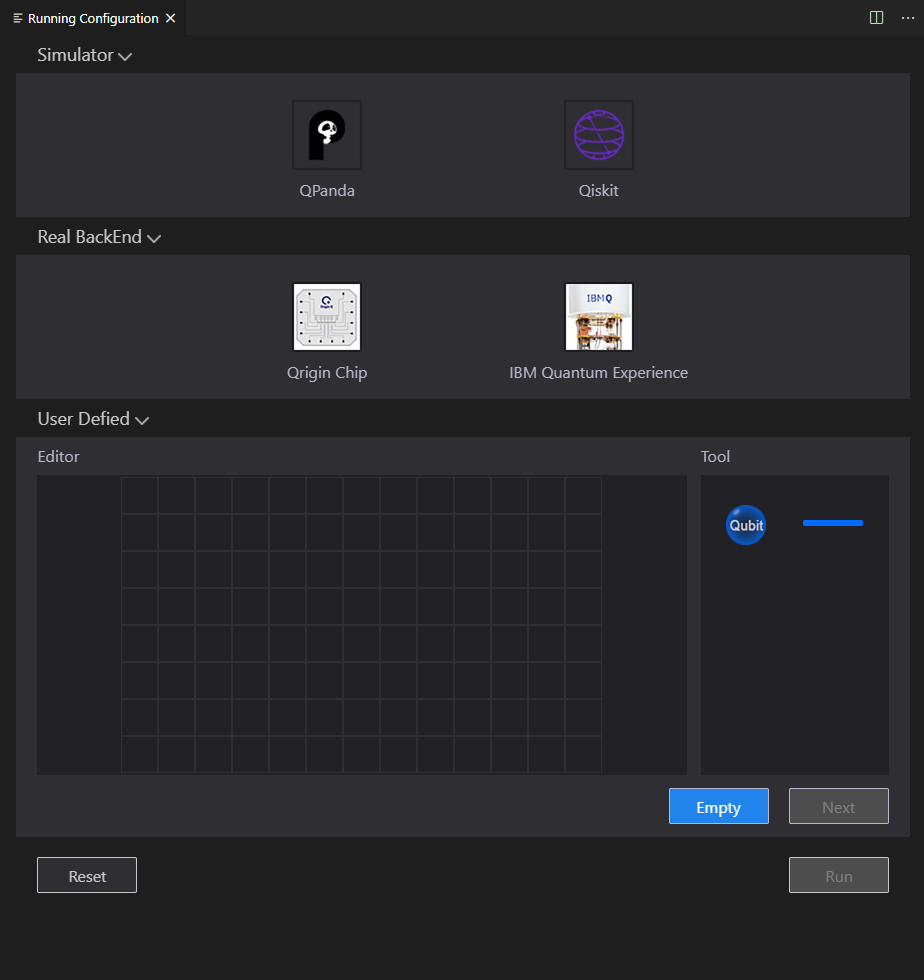 Running Configuration
Simulator
QPanda
Qiskit
Real BackEnd
IBM Q
Qrigin Chip
IBM Quantum Experience
User Defied
Editor
Tool
Qubit
Empty
Next
Reset
Run